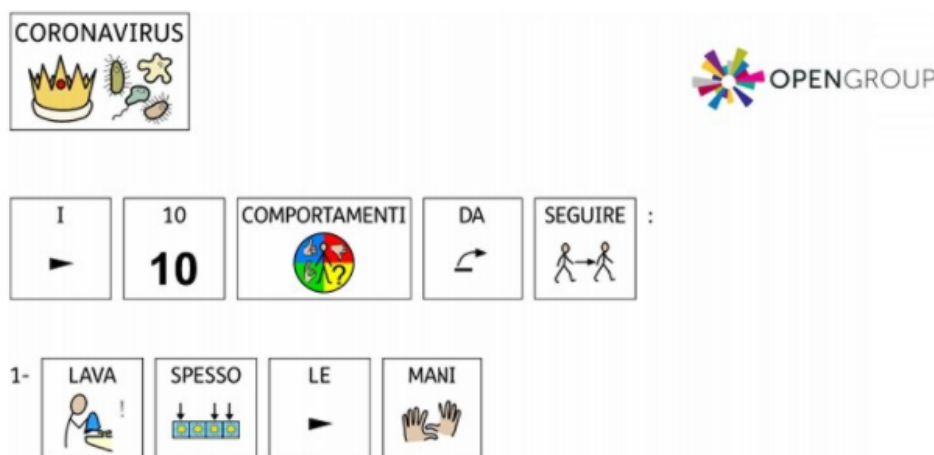 CORONAVIRUS
OPENGROUP
I 10 COMPORTAMENTI DA SEGUIRE :
10
?
1- LAVA SPESSO LE MANI